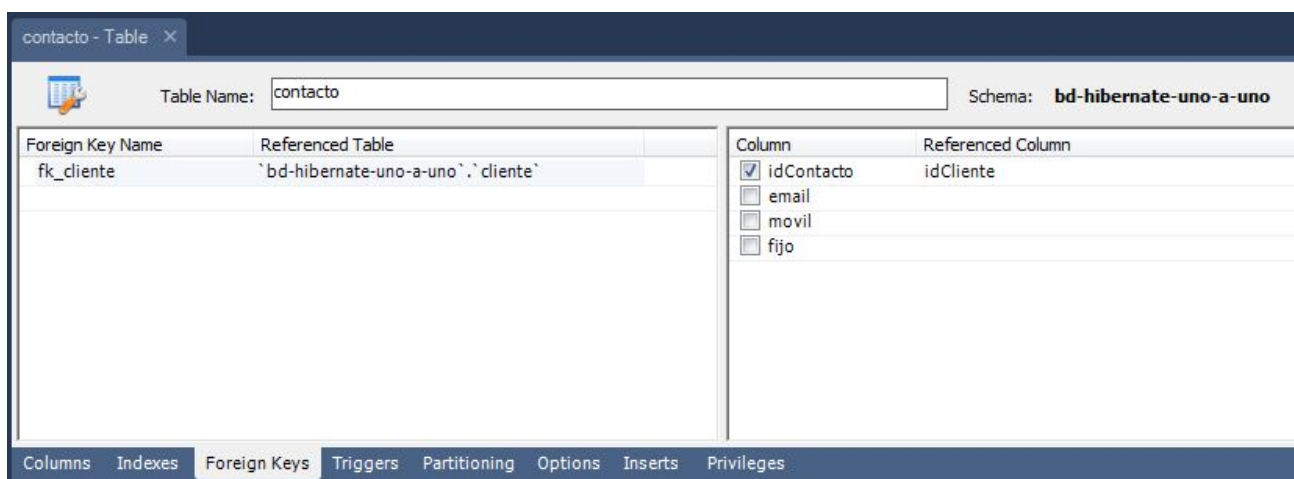 contacto - Table ×
Table Name: contacto Schema: bd-hibernate-uno-a-uno
Foreign Key Name Referenced Table Column Referenced Column
fk_cliente `bd-hibernate-uno-a-uno`.`cliente` idContacto idCliente
email
movil
fijo
Columns Indexes Foreign Keys Triggers Partitioning Options Inserts Privileges